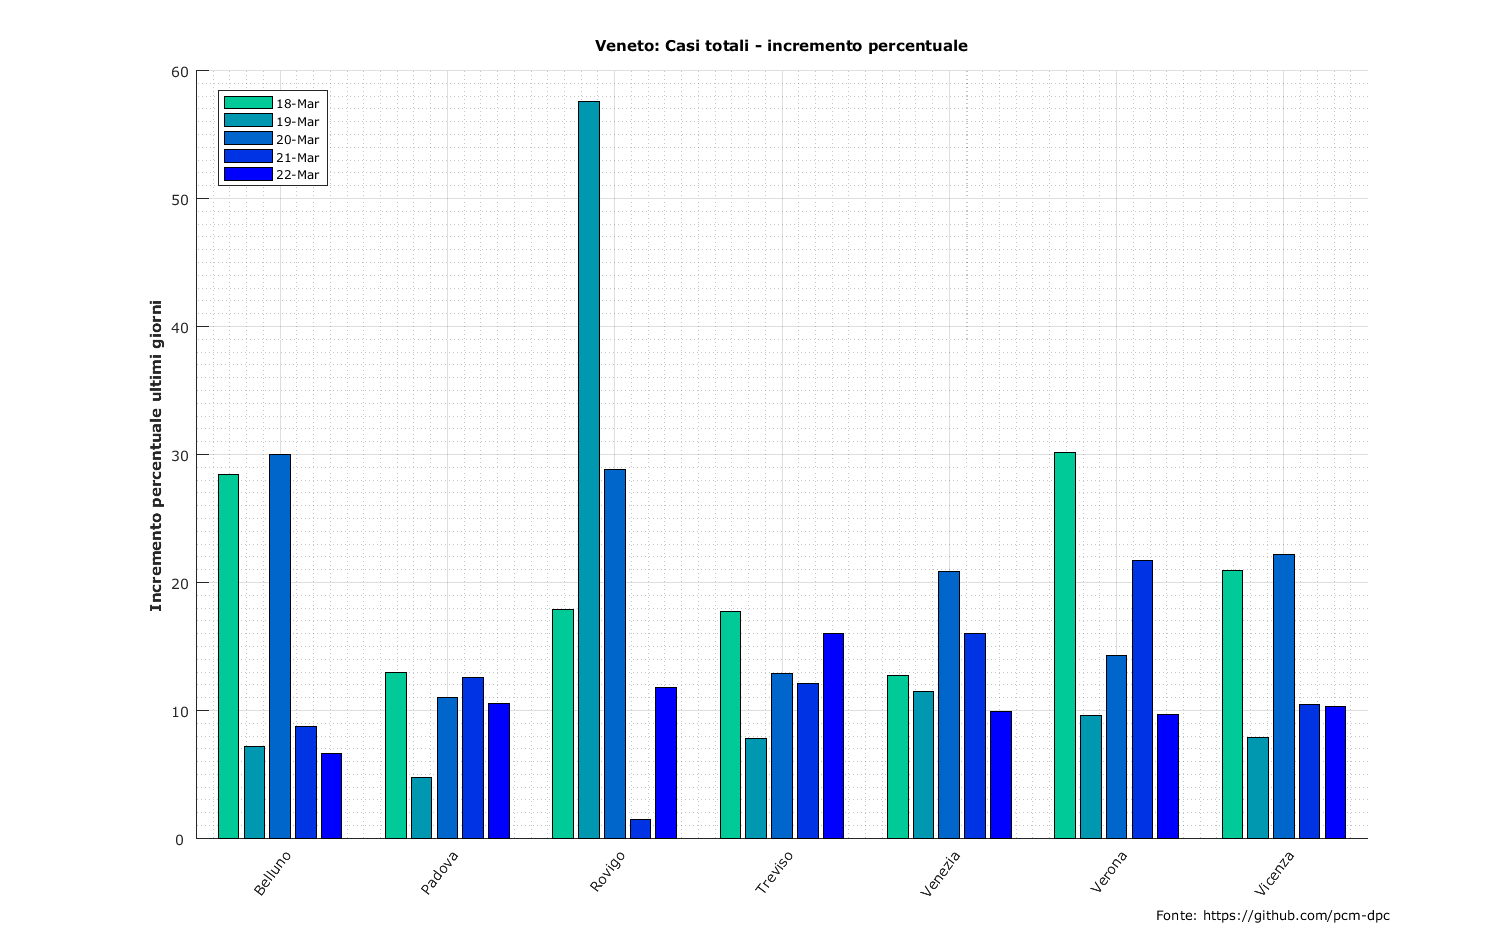 Veneto: Casi totali - incremento percentuale
60
50
40
30
20
10
0
Incremento percentuale ultimi giorni
18-Mar
19-Mar
20-Mar
21-Mar
22-Mar
Belluno
Padova
Rovigo
Treviso
Venezia
Verona
Vicenza
Fonte: https://github.com/pcm-dpc